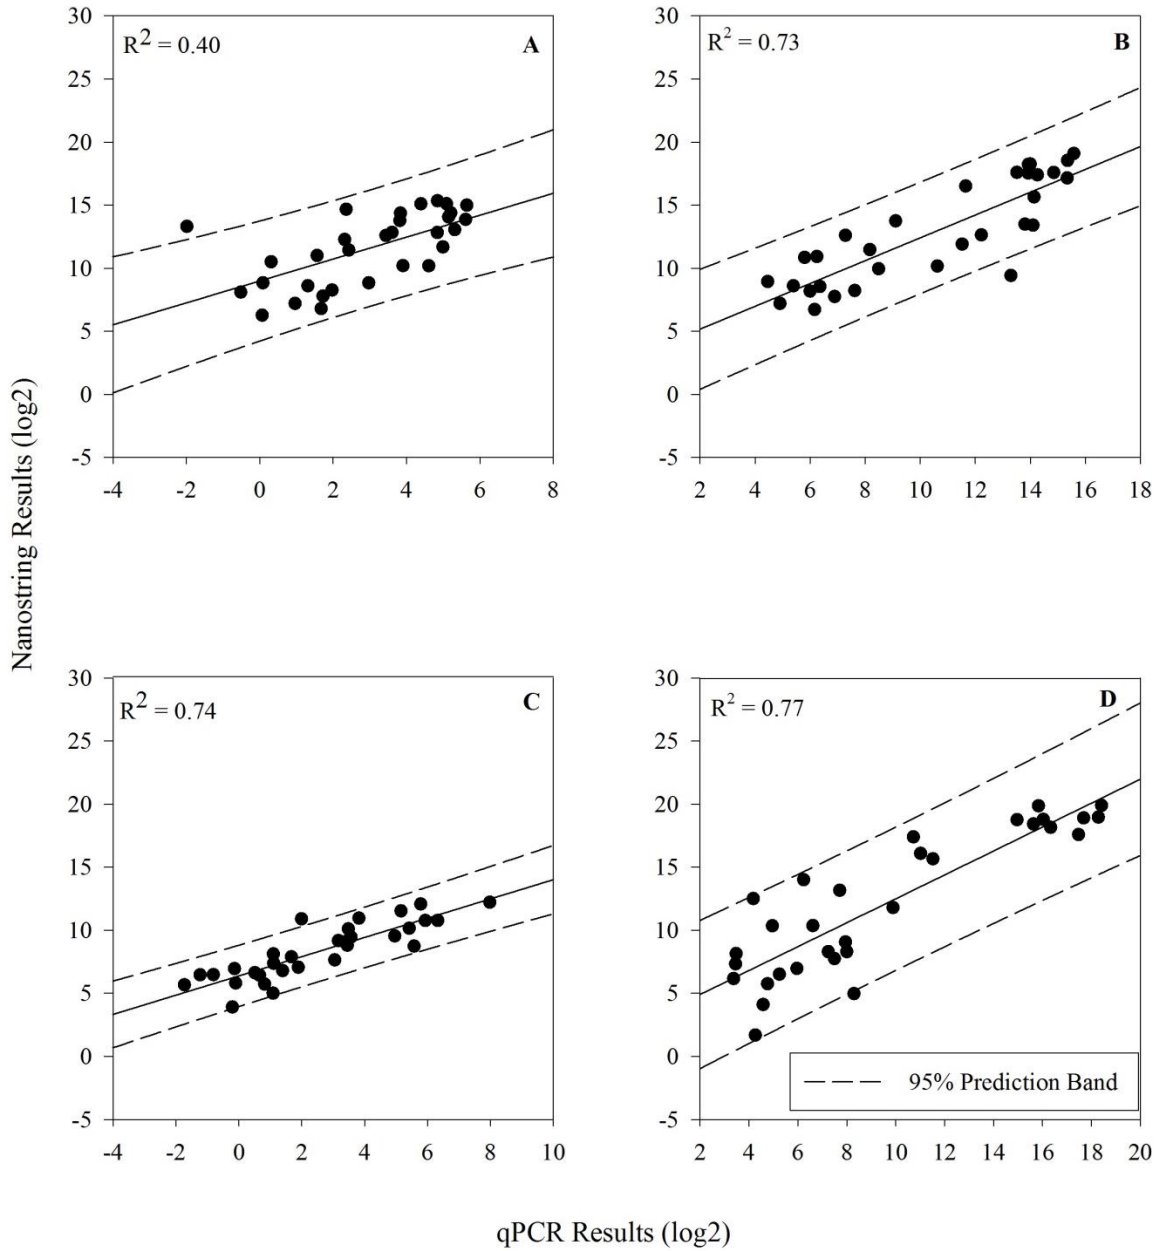 R² = 0.40
A
30
25
20
15
10
5
0
-5
-4 -2 0 2 4 6 8
R² = 0.73
B
30
25
20
15
10
5
0
-5
2 4 6 8 10 12 14 16 18
Nanostring Results (log2)
R² = 0.74
C
30
25
20
15
10
5
0
-5
-4 -2 0 2 4 6 8 10
R² = 0.77
D
30
25
20
15
10
5
0
-5
95% Prediction Band
2 4 6 8 10 12 14 16 18 20
qPCR Results (log2)